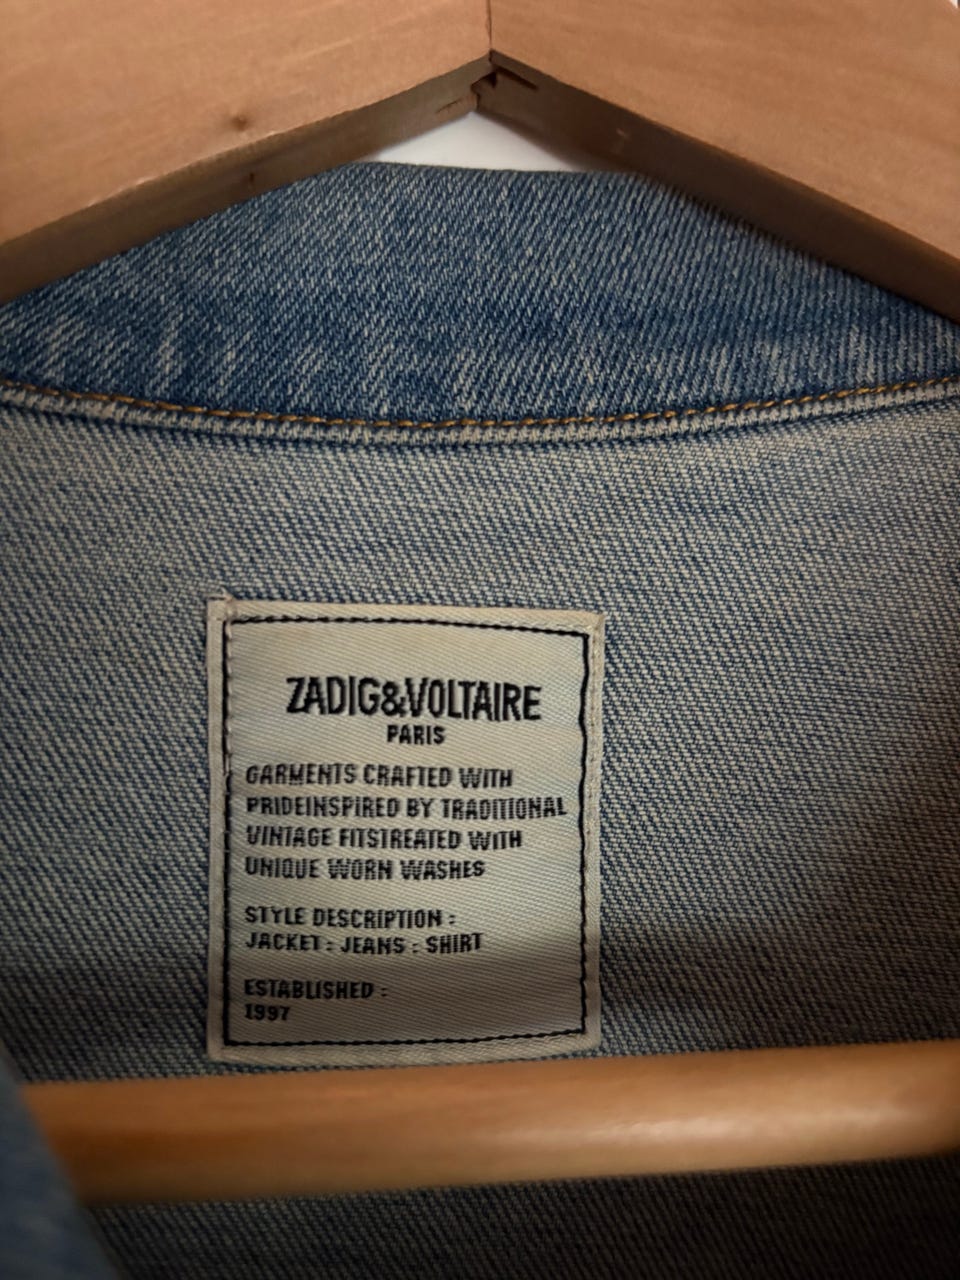 ZADIG&VOLTAIRE
PARIS
GARMENTS CRAFTED WITH
PRIDEINSPIRED BY TRADITIONAL
VINTAGE FITSTREATED WITH
UNIQUE WORN WASHES
STYLE DESCRIPTION :
JACKET : JEANS : SHIRT
ESTABLISHED :
1997